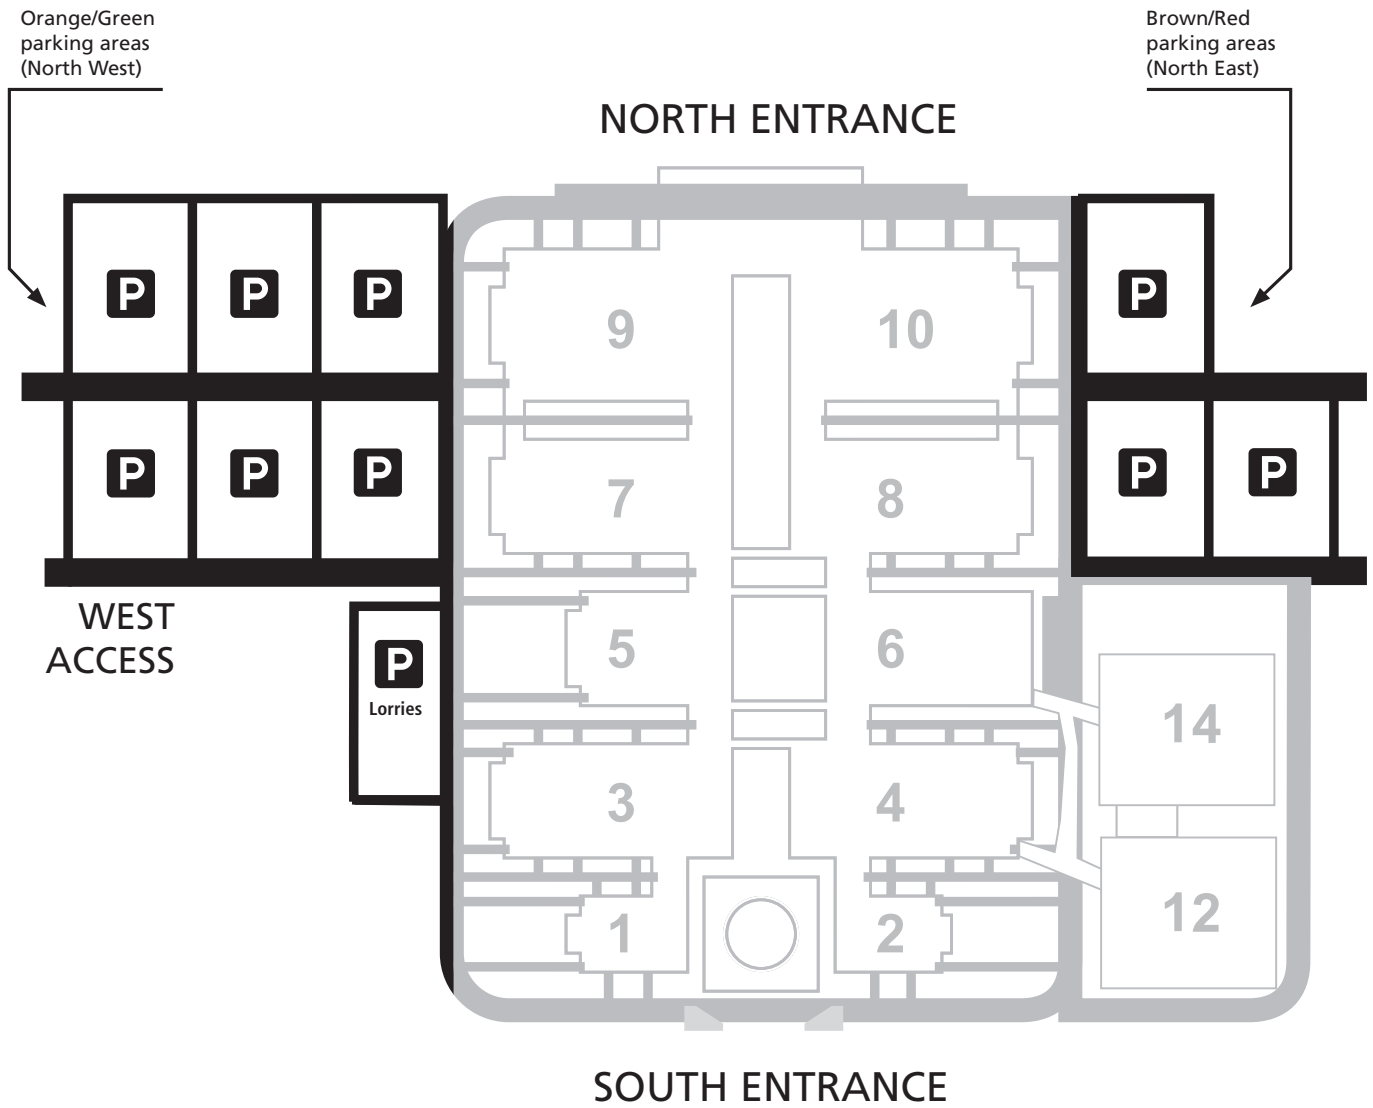 Orange/Green
parking areas
(North West)
Brown/Red
parking areas
(North East)
NORTH ENTRANCE
P
P
P
P
9
10
P
P
P
P
P
7
8
WEST
ACCESS
P
Lorries
5
6
14
3
4
1
2
12
SOUTH ENTRANCE